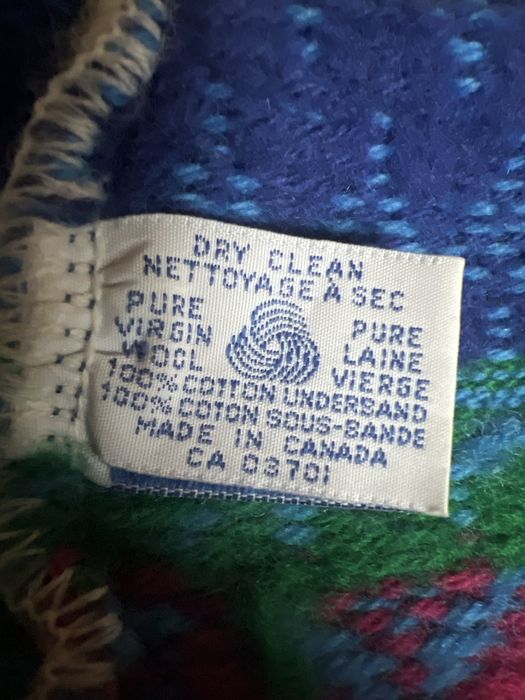 DRY CLEAN
NETTOYAGE À SEC
PURE
VIRGIN
WOOL
PURE
LAINE
VIERGE
100% COTTON UNDERBAND
100% COTON SOUS-BANDE
MADE IN CANADA
CA 03701